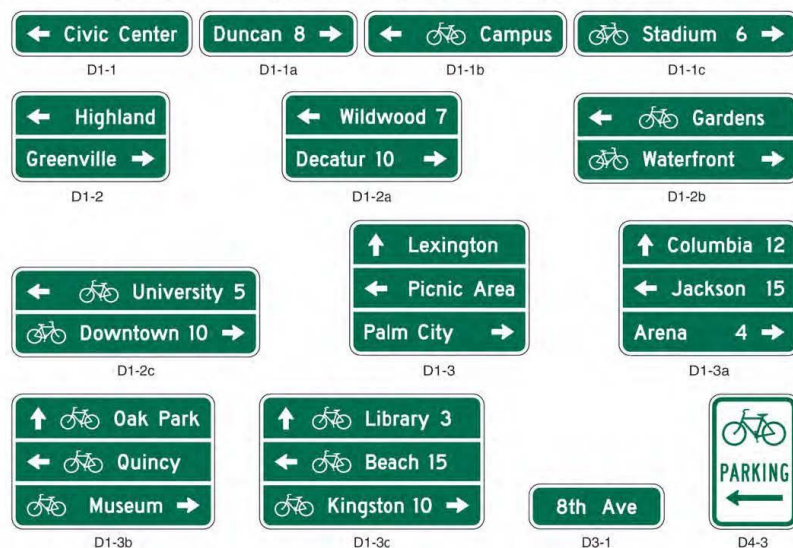 Civic Center
Duncan 8
Campus
Stadium 6
D1-1
D1-1a
D1-1b
D1-1c
Highland
Greenville
D1-2
Wildwood 7
Decatur 10
D1-2a
Gardens
Waterfront
D1-2b
University 5
Downtown 10
D1-2c
Lexington
Picnic Area
Palm City
D1-3
Columbia 12
Jackson 15
Arena 4
D1-3a
Oak Park
Quincy
Museum
D1-3b
Library 3
Beach 15
Kingston 10
D1-3c
8th Ave
D3-1
PARKING
D4-3